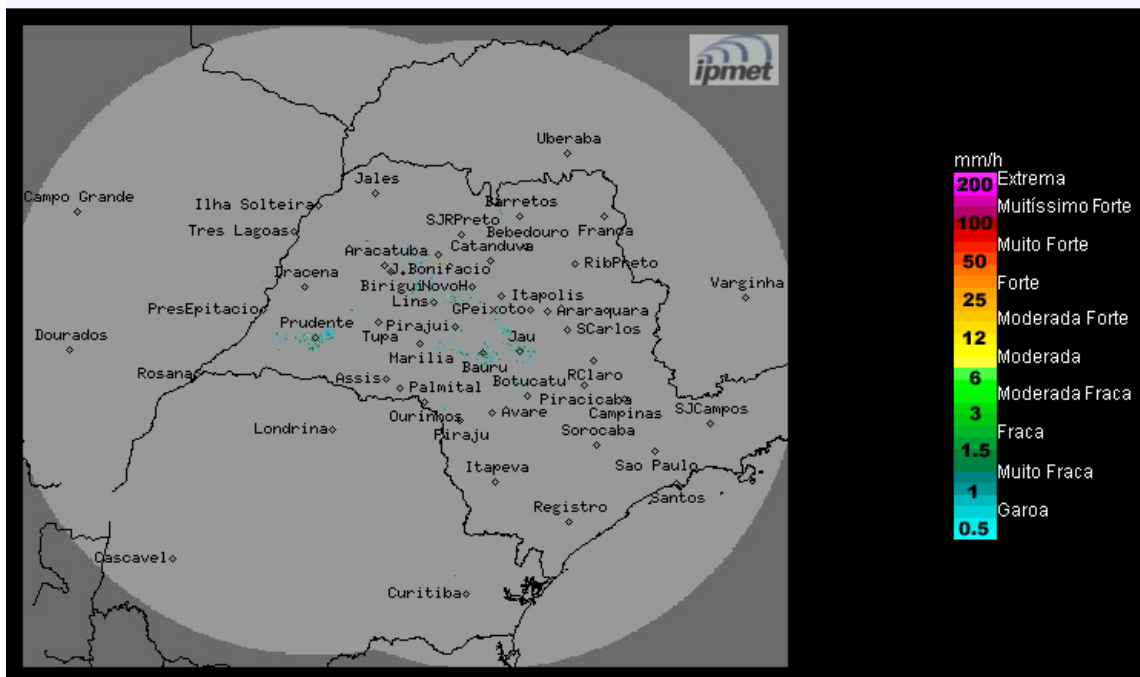 ipmet
Uberaba
Jales
Campo Grande
Ilha Solteira
Barretos
SJRPreto
Tres Lagoas
Bebedouro
Franca
Aracatuba
Catanduva
Dracena
J.Bonifacio
RibPreto
Varginha
Birigui
NovoH
Itapolis
Lins
PresEpitacio
GPeixoto
Araraquara
Prudente
Pirajui
SCarlos
Dourados
Tupa
Jau
Marilia
Bauru
Rosana
Assis
Botucatu
RClaro
Palmital
Piracicaba
Ourinhos
Avare
Campinas
SJCampos
Londrina
Piraju
Sorocaba
Itapeva
Sao Paulo
Santos
Registro
Cascavel
Curitiba
mm/h
200 Extrema
Muitíssimo Forte
100
Muito Forte
50
Forte
25
Moderada Forte
12
Moderada
6
Moderada Fraca
3
Fraca
1.5
Muito Fraca
1
Garoa
0.5